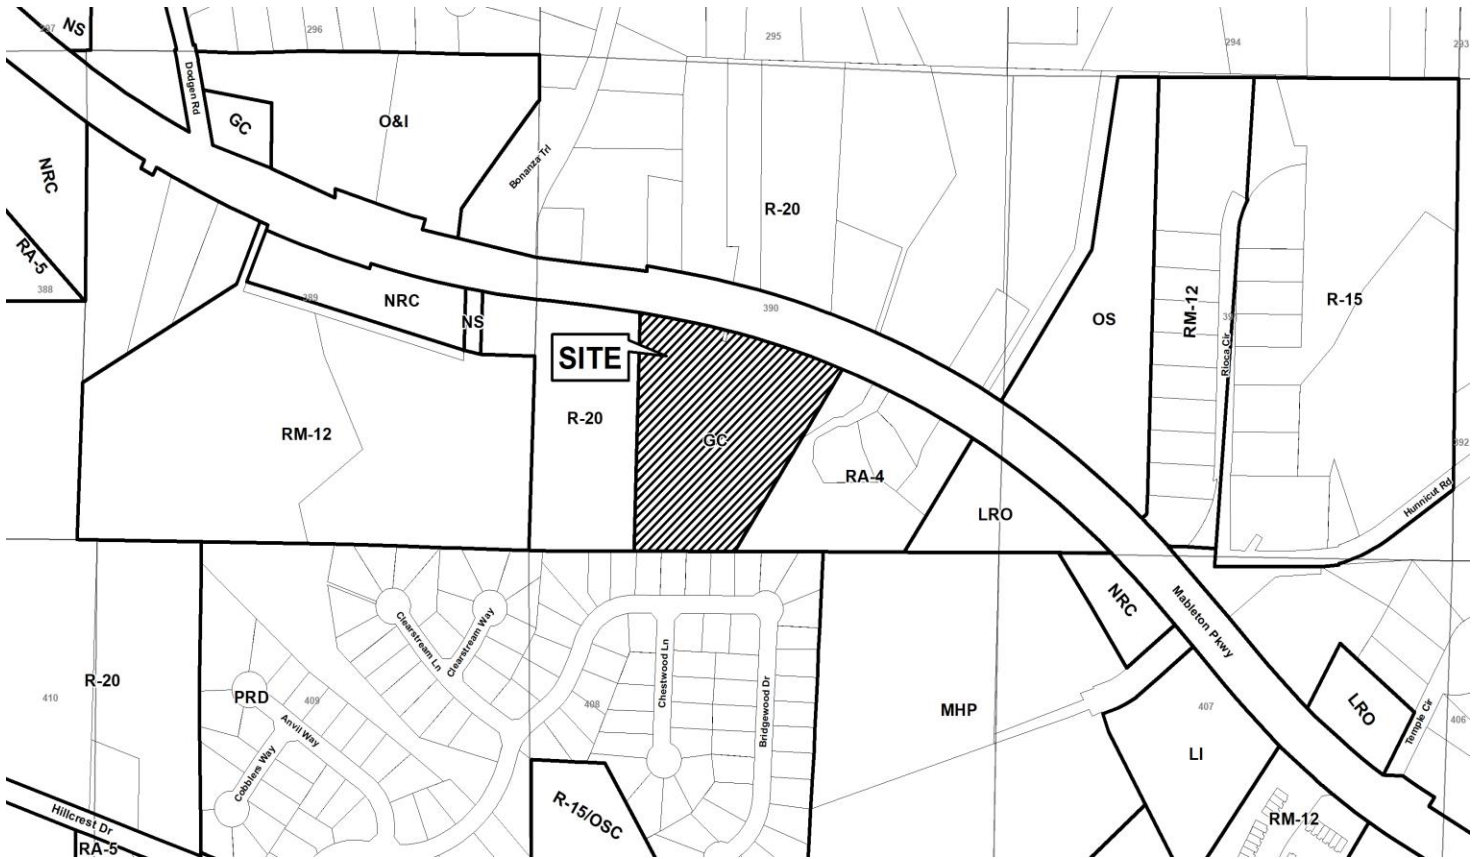 NS
297
296
295
294
293
Dodgen Rd
GC
O&I
Bonanza Trl
NRC
R-20
RA-5
388
389
NRC
NS
390
OS
RM-12
Rioca Cir
R-15
SITE
R-20
GC
RM-12
RA-4
LRO
392
Hunnicut Rd
Mableton Pkwy
NRC
Clearstream Ln
Clearstream Way
Chestwood Ln
Bridgewood Dr
R-20
410
PRD
409
408
Anvil Way
Cobblers Way
MHP
407
LI
LRO
Temple Cir
406
R-15/OSC
RM-12
Hillcrest Dr
RA-5